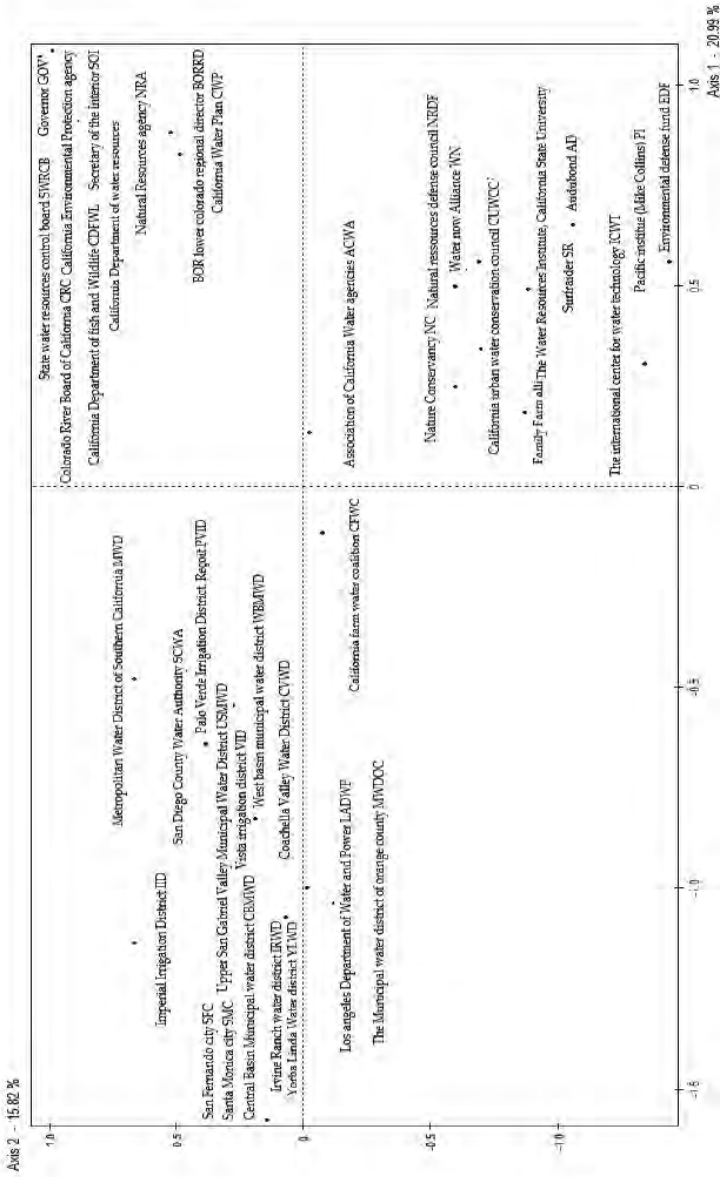 Axis 2 - 15.82 %
State water resources control board SWRCB Governor GOV'
Colorado River Board of California CRC California Environmental Protection agency
California Department of fish and Wildlife CDFWL Secretary of the interior SOI
California Department of water resources
Natural Resources agency NRA
BOR lower colorado regional director BORRD
California Water Plan CWP
Metropolitan Water District of Southern California MWD
San Diego County Water Authority SCWA
Palo Verde Irrigation District. Reçoit PVID
Imperial Irrigation District IID
San Fernando city SFC
Santa Monica city SMC Upper San Gabriel Valley Municipal Water District USMWD
Vista irrigation district VID
Central Basin Municipal water district CBMWD
West basin municipal water district WBMWD
Irvine Ranch water district IRWD
Yorba Linda Water district YLWD
Coachella Valley Water District CVWD
Association of California Water agencies ACWA
Los angeles Department of Water and Power LADWP
California farm water coalition CFWC
The Municipal water district of orange county MWDOC
Nature Conservancy NC Natural ressources defense council NRDF
Water now Alliance WN
California urban water conservation council CUWCC'
Family Farm alli The Water Resources Institute, California State University
Surfraider SR
Audubond AD
The international center for water technology ICWT
Pacific institue (Mike Collins) PI
Environmental defense fund EDF
1.0
0.5
0
-0.5
-1.0
-1.5
-1.0
-0.5
0
0.5
1.0
Axis 1 - 20.99 %